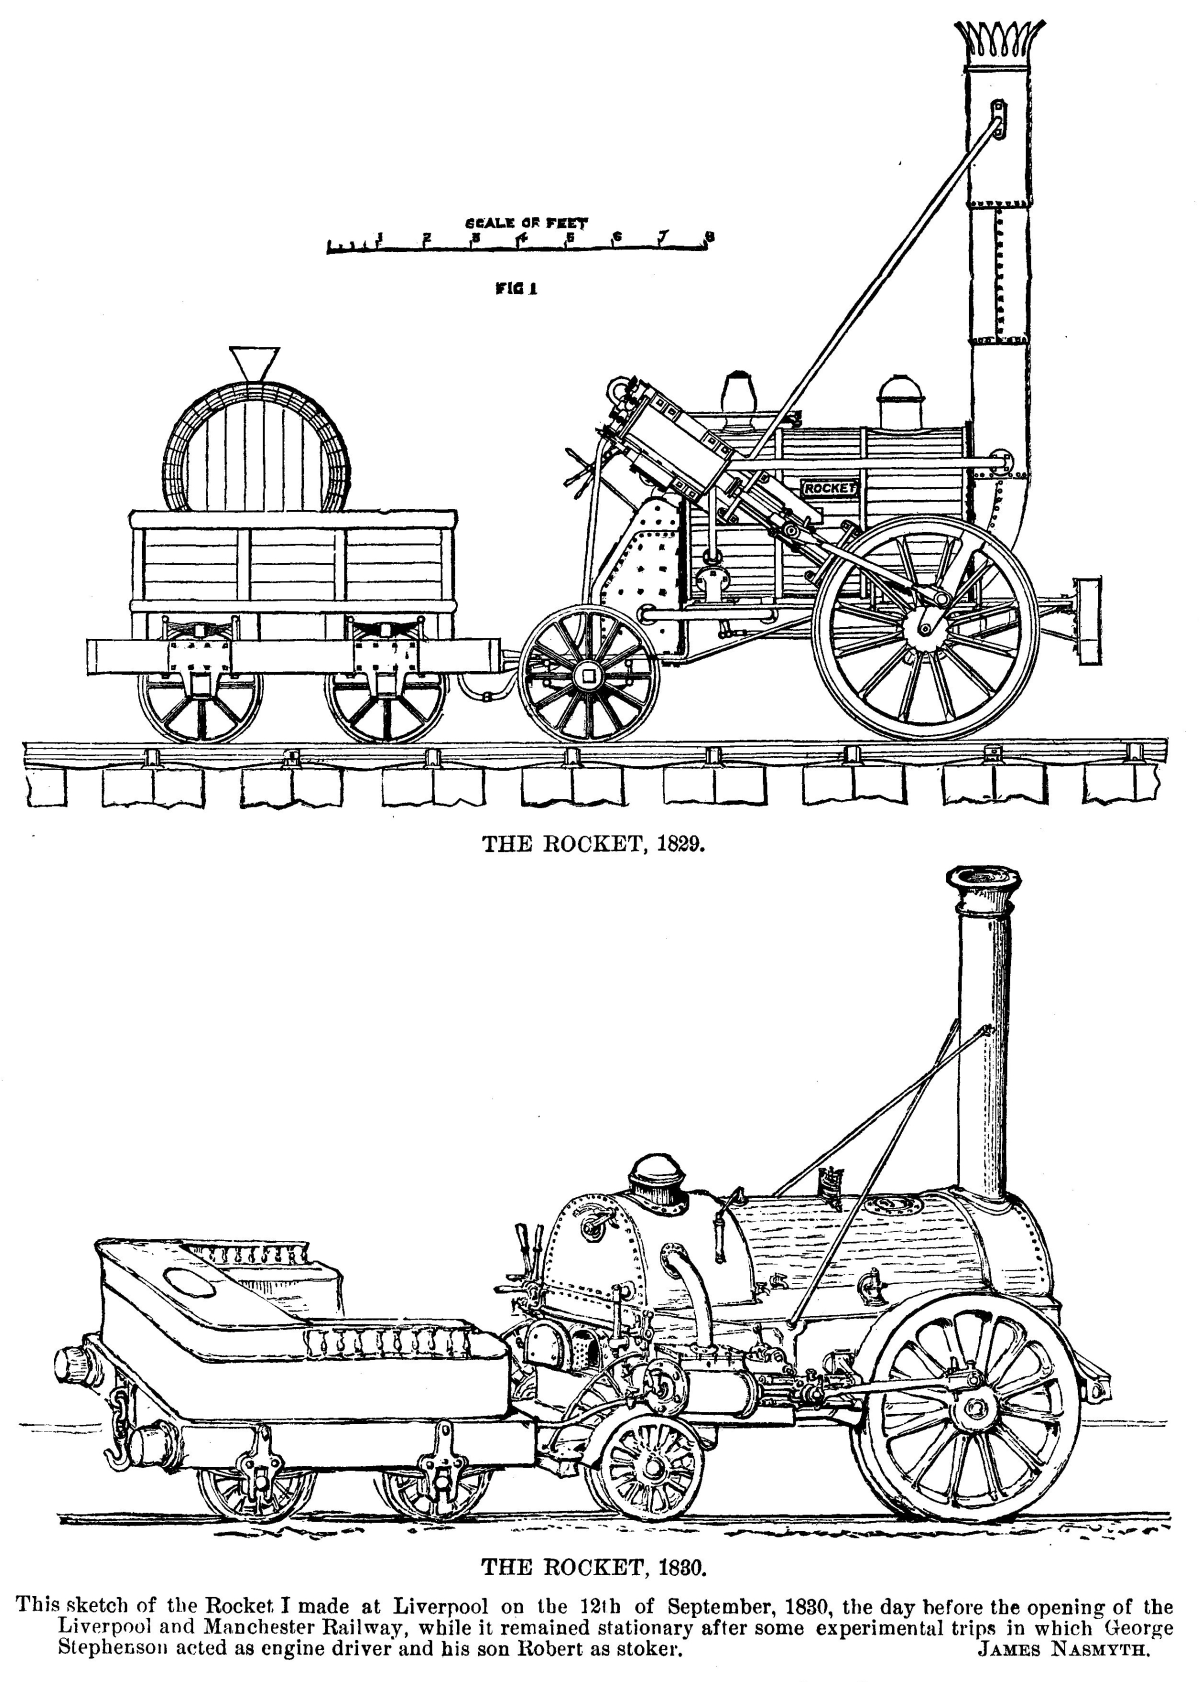 SCALE OF FEET
1 2 3 4 5 6 7 8
FIG 1
ROCKET
THE ROCKET, 1829.
THE ROCKET, 1830.
This sketch of the Rocket I made at Liverpool on the 12th of September, 1830, the day before the opening of the
Liverpool and Manchester Railway, while it remained stationary after some experimental trips in which George
Stephenson acted as engine driver and his son Robert as stoker. JAMES NASMYTH.